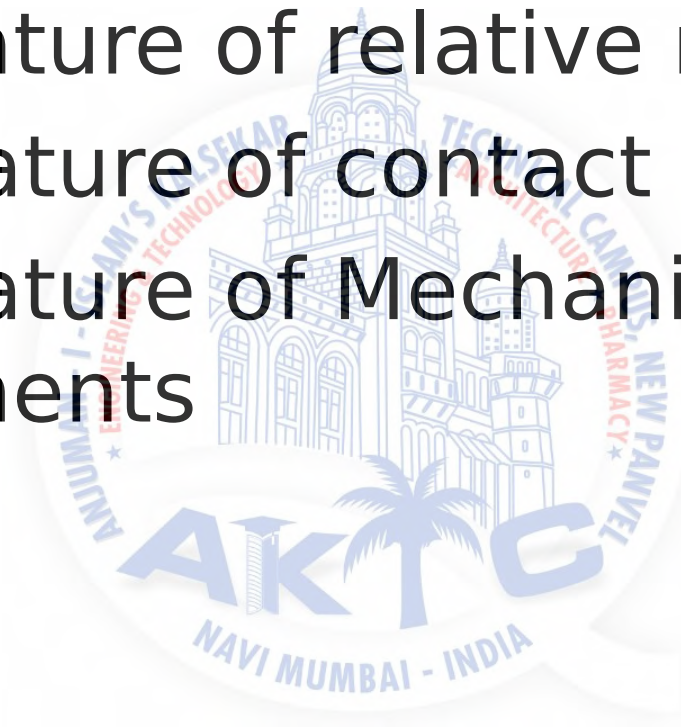 ature of relative
ature of contact
ature of Mechani
ents
ANJUMAN - I - ISLAM'S KALSEKAR TECHNICAL CAMPUS, NEW PANVEL
ENGINEERING & TECHNOLOGY ARCHITECTURE PHARMACY
AKTC
NAVI MUMBAI - INDIA